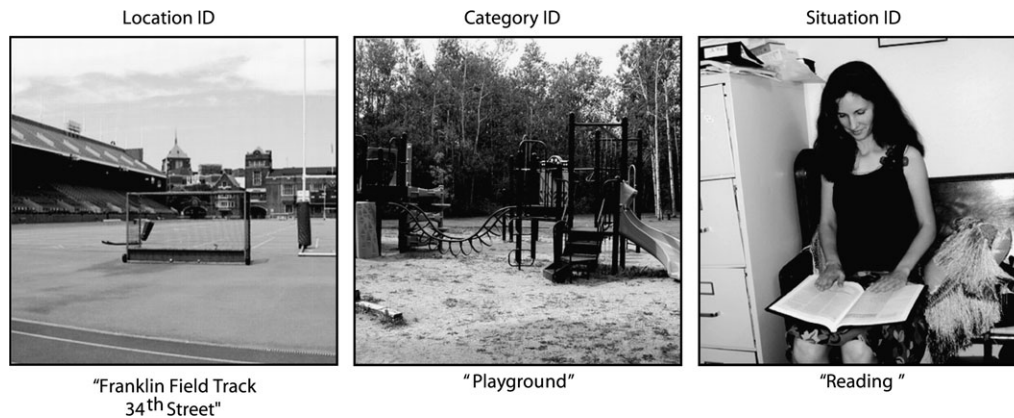 Location ID
Category ID
Situation ID
"Franklin Field Track
34th Street"
"Playground"
"Reading "